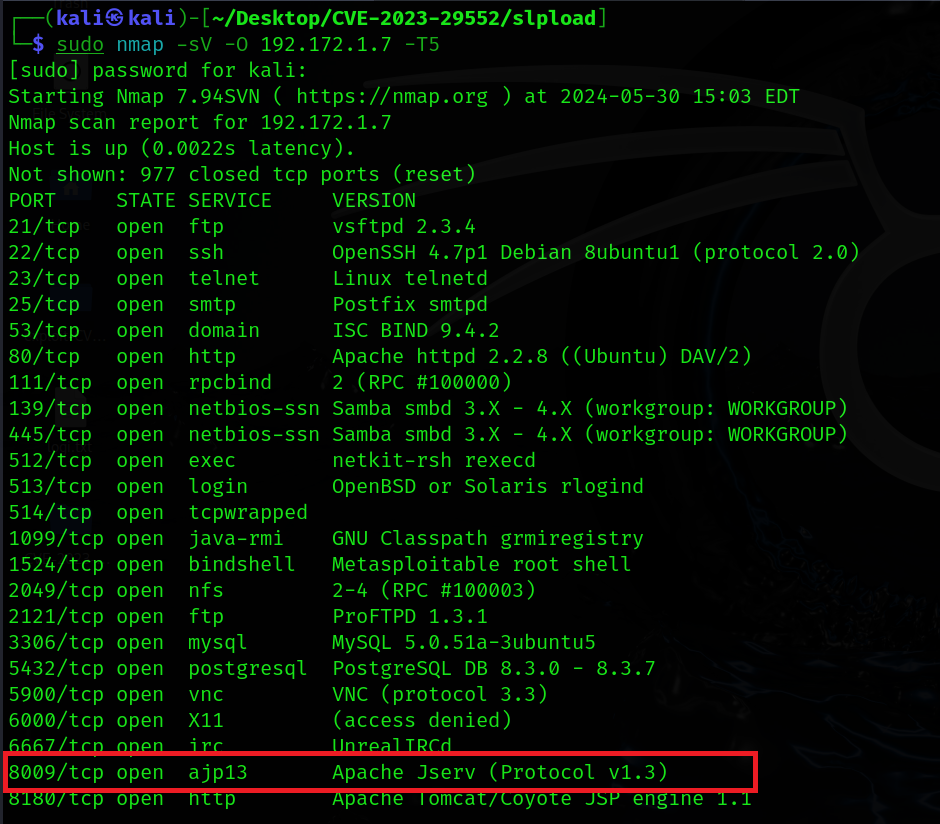 ┌──(kali㉿kali)-[~/Desktop/CVE-2023-29552/slpload]
└─$ sudo nmap -sV -O 192.172.1.7 -T5
[sudo] password for kali:
Starting Nmap 7.94SVN ( https://nmap.org ) at 2024-05-30 15:03 EDT
Nmap scan report for 192.172.1.7
Host is up (0.0022s latency).
Not shown: 977 closed tcp ports (reset)
PORT     STATE SERVICE     VERSION
21/tcp   open  ftp         vsftpd 2.3.4
22/tcp   open  ssh         OpenSSH 4.7p1 Debian 8ubuntu1 (protocol 2.0)
23/tcp   open  telnet      Linux telnetd
25/tcp   open  smtp        Postfix smtpd
53/tcp   open  domain      ISC BIND 9.4.2
80/tcp   open  http        Apache httpd 2.2.8 ((Ubuntu) DAV/2)
111/tcp  open  rpcbind     2 (RPC #100000)
139/tcp  open  netbios-ssn Samba smbd 3.X - 4.X (workgroup: WORKGROUP)
445/tcp  open  netbios-ssn Samba smbd 3.X - 4.X (workgroup: WORKGROUP)
512/tcp  open  exec        netkit-rsh rexecd
513/tcp  open  login       OpenBSD or Solaris rlogind
514/tcp  open  tcpwrapped
1099/tcp open  java-rmi    GNU Classpath grmiregistry
1524/tcp open  bindshell   Metasploitable root shell
2049/tcp open  nfs         2-4 (RPC #100003)
2121/tcp open  ftp         ProFTPD 1.3.1
3306/tcp open  mysql       MySQL 5.0.51a-3ubuntu5
5432/tcp open  postgresql  PostgreSQL DB 8.3.0 - 8.3.7
5900/tcp open  vnc         VNC (protocol 3.3)
6000/tcp open  X11         (access denied)
6667/tcp open  irc         UnrealIRCd
8009/tcp open  ajp13       Apache Jserv (Protocol v1.3)
8180/tcp open  http        Apache Tomcat/Coyote JSP engine 1.1